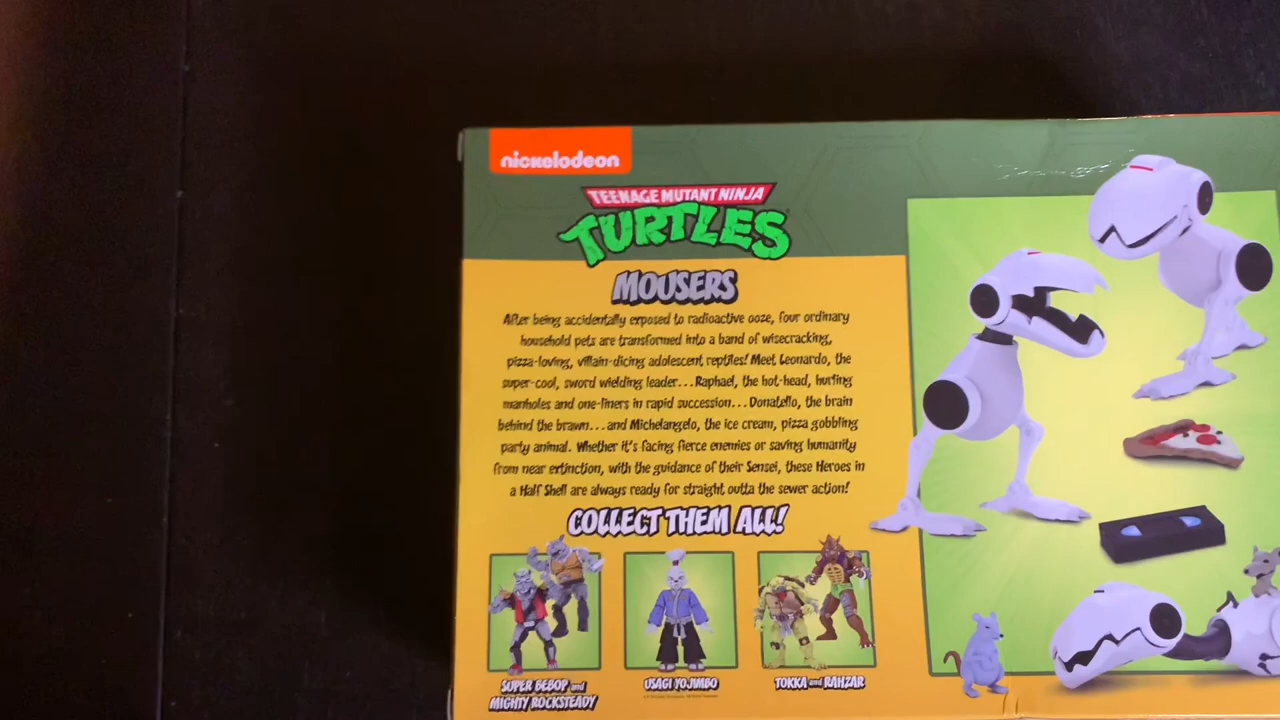 nickelodeon
TEENAGE MUTANT NINJA
TURTLES
MOUSERS
After being accidentally exposed to radioactive ooze, four ordinary
household pets are transformed into a band of wisecracking,
pizza-loving, villain-dicing adolescent reptiles! Meet Leonardo, the
super-cool, sword wielding leader...Raphael, the hot-head, hurling
manholes and one-liners in rapid succession...Donatello, the brain
behind the brawn...and Michelangelo, the ice cream, pizza gobbling
party animal. Whether it's facing fierce enemies or saving humanity
from near extinction, with the guidance of their Sensei, these Heroes in
a Half Shell are always ready for straight outta the sewer action!
COLLECT THEM ALL!
SUPER BEBOP and
MIGHTY ROCKSTEADY
USAGI YOJIMBO
TOKKA and RAHZAR